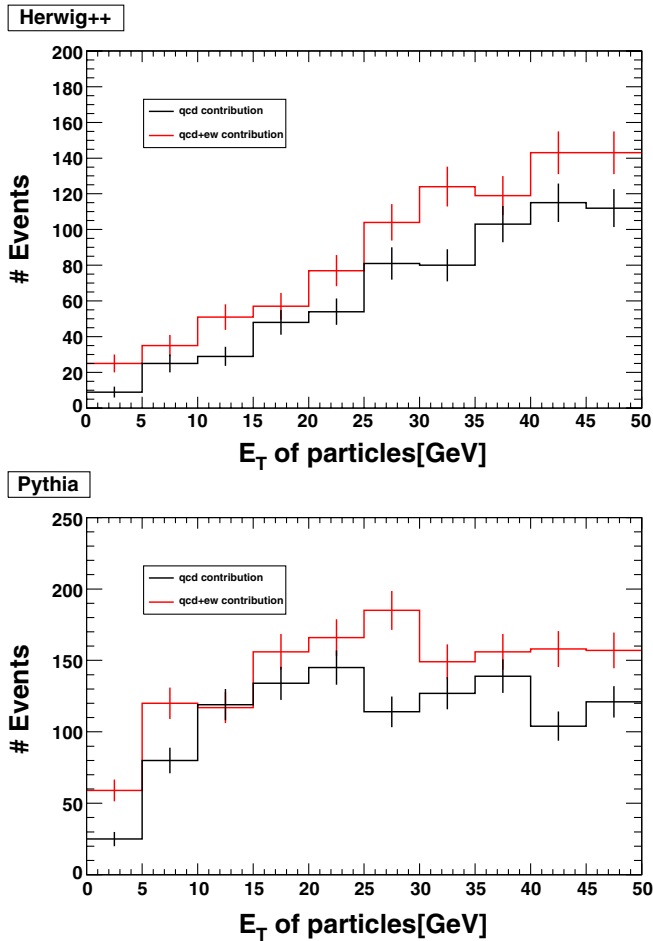 Herwig++
# Events
200
180
160
140
120
100
80
60
40
20
0
qcd contribution
qcd+ew contribution
0 5 10 15 20 25 30 35 40 45 50
E_T of particles[GeV]
Pythia
# Events
250
200
150
100
50
0
qcd contribution
qcd+ew contribution
0 5 10 15 20 25 30 35 40 45 50
E_T of particles[GeV]